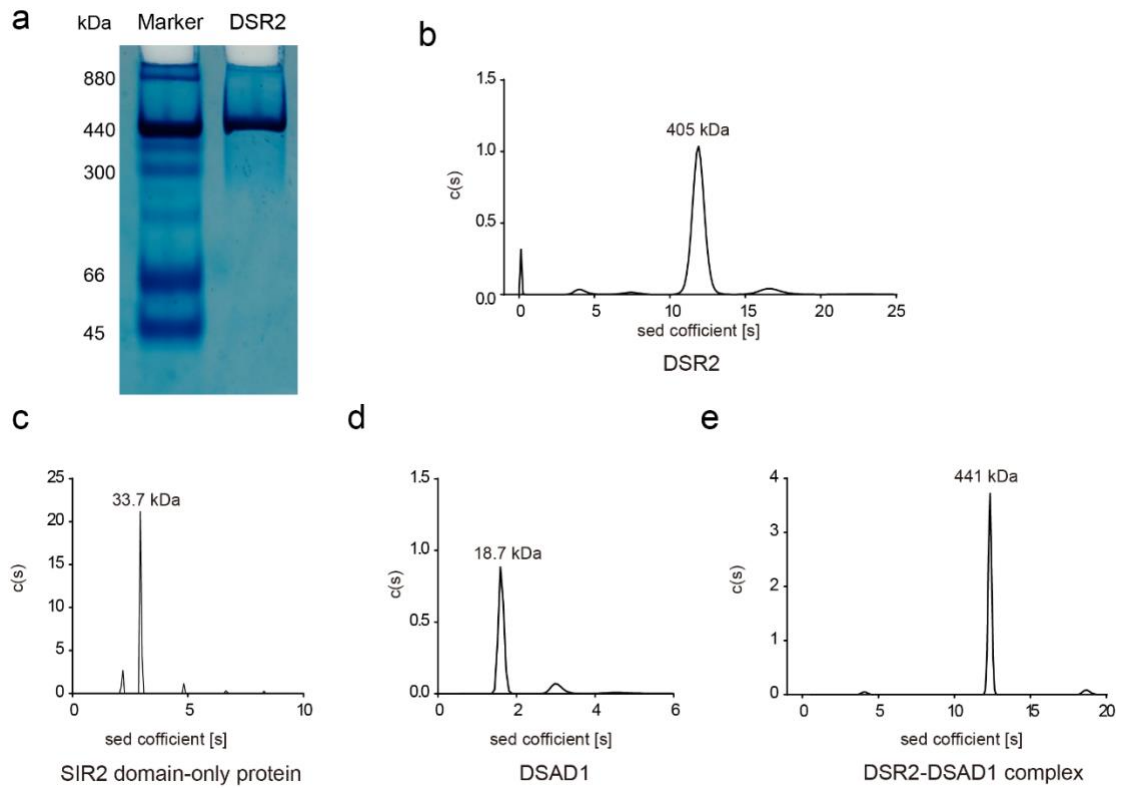 a
kDa Marker DSR2
880
440
300
66
45
b
1.5
1.0
0.5
0.0
c(s)
405 kDa
0 5 10 15 20 25
sed cofficient [s]
DSR2
c
25
20
15
10
5
0
c(s)
33.7 kDa
0 5 10
sed cofficient [s]
SIR2 domain-only protein
d
1.5
1.0
0.5
0.0
c(s)
18.7 kDa
0 2 4 6
sed cofficient [s]
DSAD1
e
4
3
2
1
0
c(s)
441 kDa
0 5 10 15 20
sed cofficient [s]
DSR2-DSAD1 complex